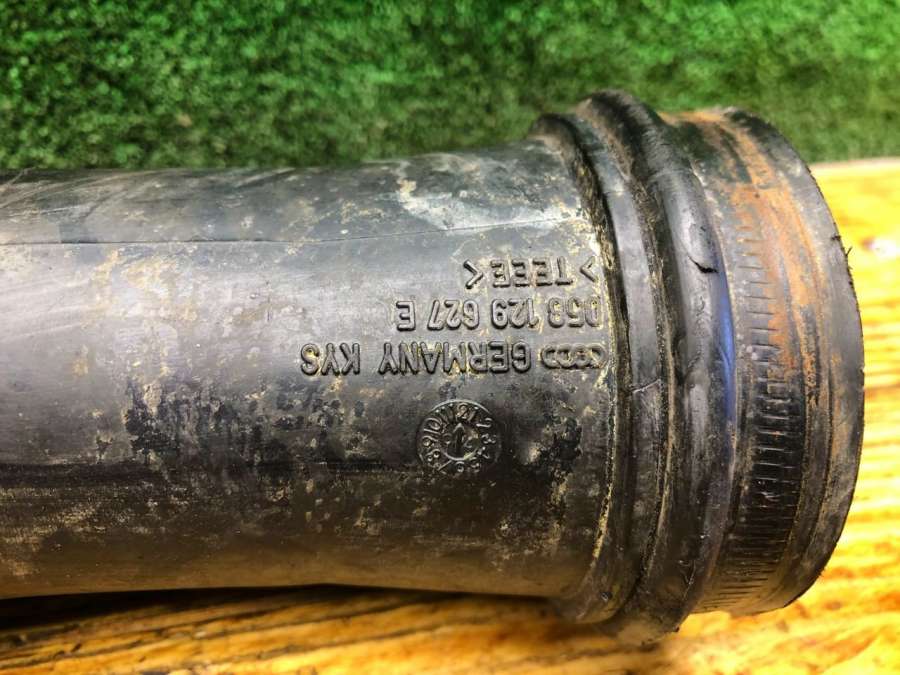 GERMANY KYS
058 129 627 E
>TEEE<